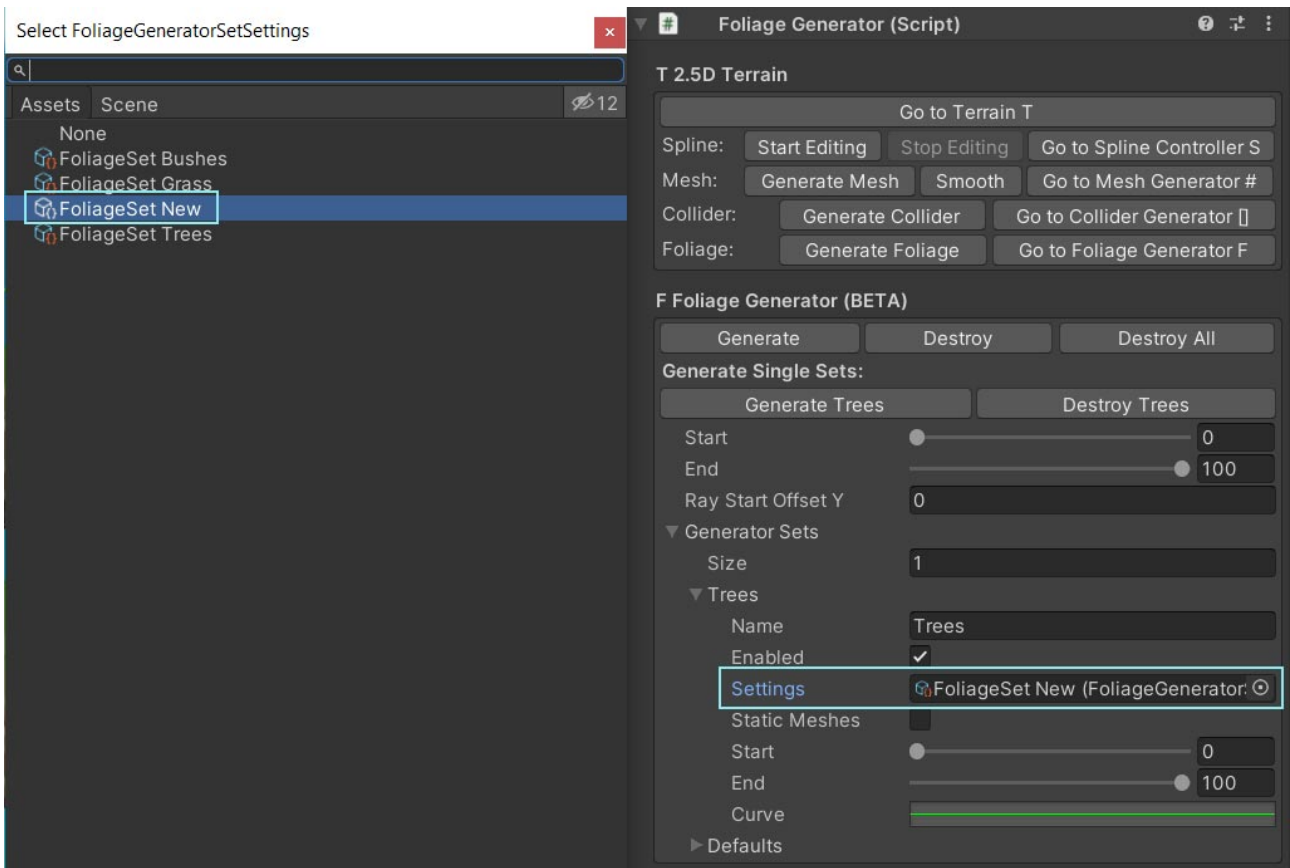 Select FoliageGeneratorSetSettings
Assets Scene 12
None
FoliageSet Bushes
FoliageSet Grass
FoliageSet New
FoliageSet Trees
# Foliage Generator (Script)
T 2.5D Terrain
Go to Terrain T
Spline: Start Editing Stop Editing Go to Spline Controller S
Mesh: Generate Mesh Smooth Go to Mesh Generator #
Collider: Generate Collider Go to Collider Generator []
Foliage: Generate Foliage Go to Foliage Generator F
F Foliage Generator (BETA)
Generate Destroy Destroy All
Generate Single Sets:
Generate Trees Destroy Trees
Start 0
End 100
Ray Start Offset Y 0
Generator Sets
Size 1
Trees
Name Trees
Enabled
Settings FoliageSet New (FoliageGenerator
Static Meshes
Start 0
End 100
Curve
Defaults